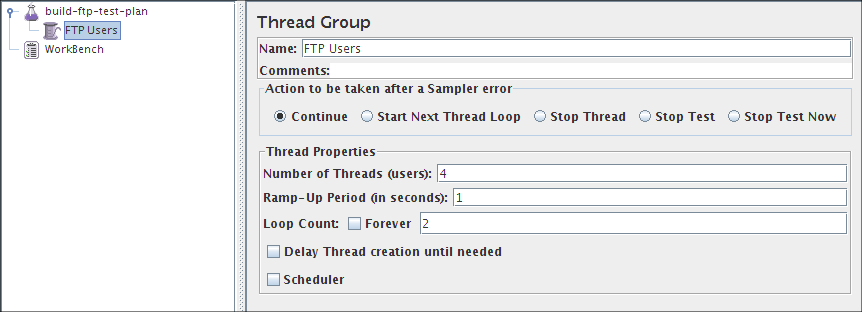 build-ftp-test-plan
FTP Users
WorkBench
Thread Group
Name: FTP Users
Comments:
Action to be taken after a Sampler error
Continue Start Next Thread Loop Stop Thread Stop Test Stop Test Now
Thread Properties
Number of Threads (users): 4
Ramp-Up Period (in seconds): 1
Loop Count: Forever 2
Delay Thread creation until needed
Scheduler